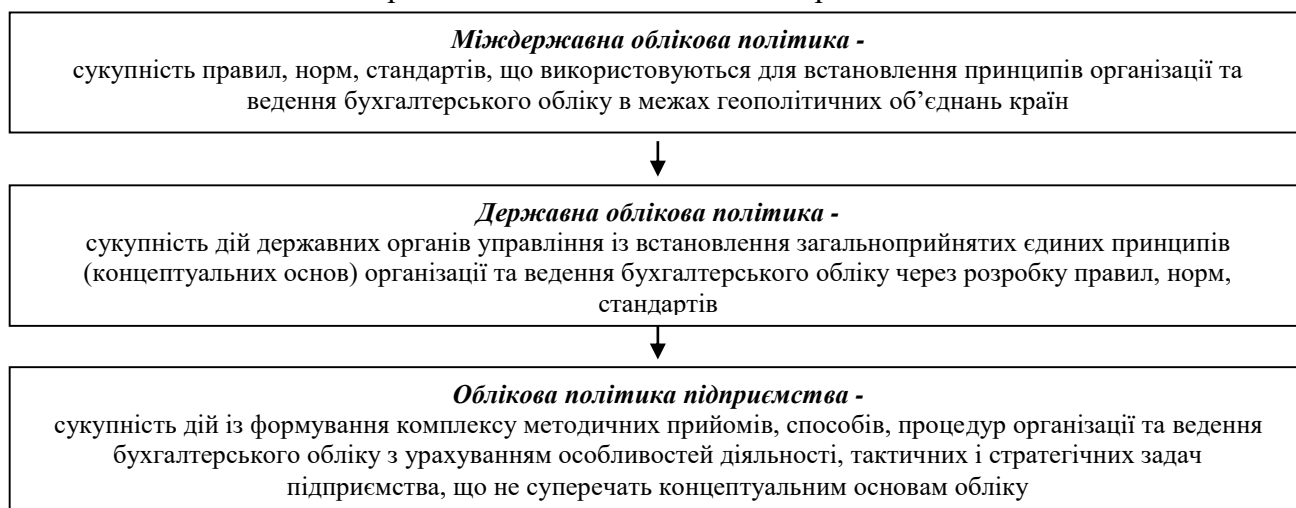 Міждержавна облікова політика -
сукупність правил, норм, стандартів, що використовуються для встановлення принципів організації та
ведення бухгалтерського обліку в межах геополітичних об’єднань країн
Державна облікова політика -
сукупність дій державних органів управління із встановлення загальноприйнятих єдиних принципів
(концептуальних основ) організації та ведення бухгалтерського обліку через розробку правил, норм,
стандартів
Облікова політика підприємства -
сукупність дій із формування комплексу методичних прийомів, способів, процедур організації та ведення
бухгалтерського обліку з урахуванням особливостей діяльності, тактичних і стратегічних задач
підприємства, що не суперечать концептуальним основам обліку